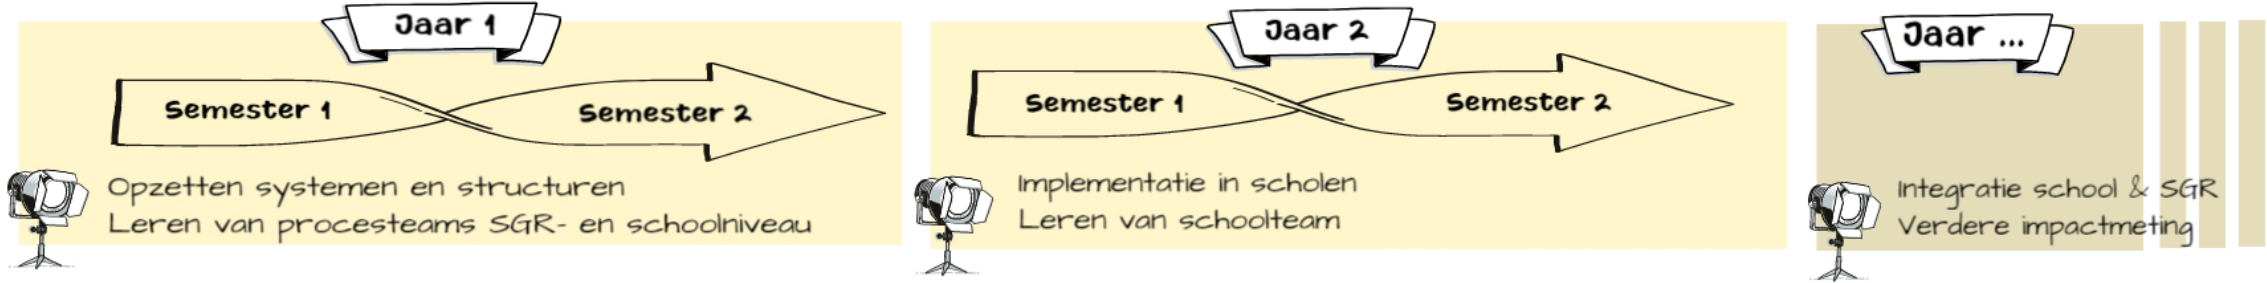 Jaar 1
Semester 1
Semester 2
Opzetten systemen en structuren
Leren van procesteams SGR- en schoolniveau
Jaar 2
Semester 1
Semester 2
Implementatie in scholen
Leren van schoolteam
Jaar ...
Integratie school & SGR
Verdere impactmeting